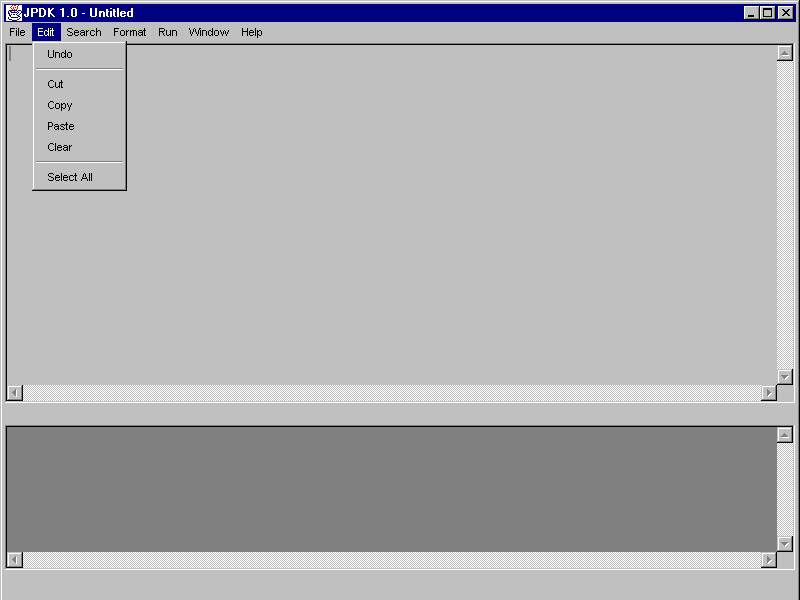 JPDK 1.0 - Untitled
File Edit Search Format Run Window Help
Undo
Cut
Copy
Paste
Clear
Select All